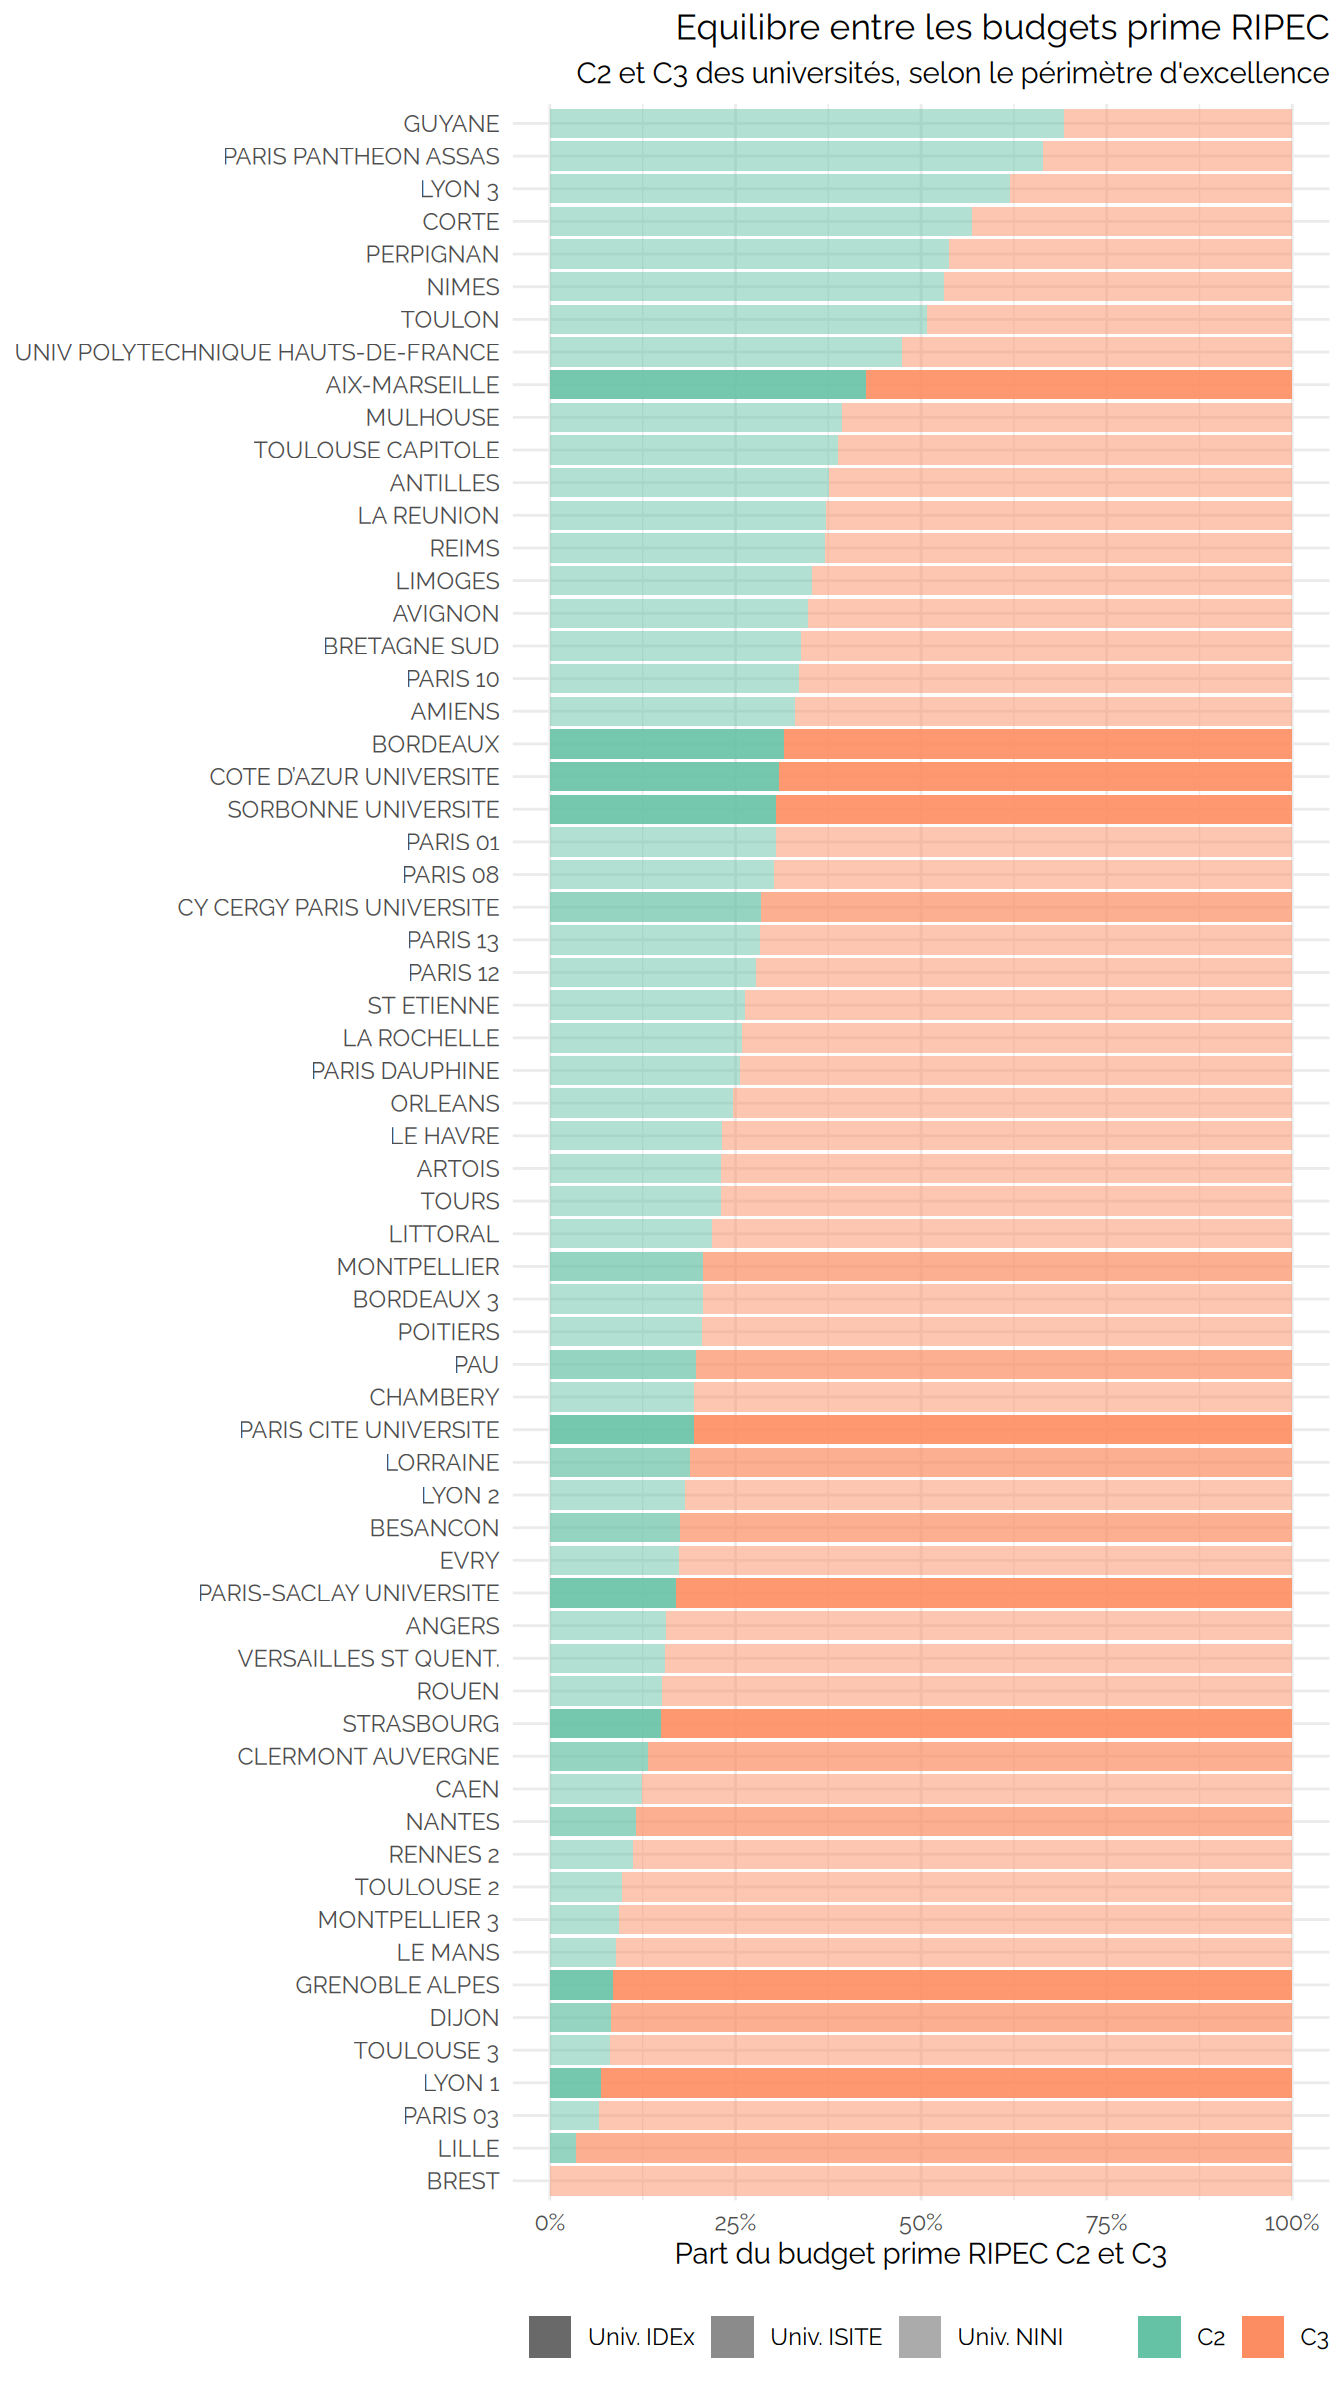 Equilibre entre les budgets prime RIPEC
C2 et C3 des universités, selon le périmètre d'excellence
GUYANE
PARIS PANTHEON ASSAS
LYON 3
CORTE
PERPIGNAN
NIMES
TOULON
UNIV POLYTECHNIQUE HAUTS-DE-FRANCE
AIX-MARSEILLE
MULHOUSE
TOULOUSE CAPITOLE
ANTILLES
LA REUNION
REIMS
LIMOGES
AVIGNON
BRETAGNE SUD
PARIS 10
AMIENS
BORDEAUX
COTE D'AZUR UNIVERSITE
SORBONNE UNIVERSITE
PARIS 01
PARIS 08
CY CERGY PARIS UNIVERSITE
PARIS 13
PARIS 12
ST ETIENNE
LA ROCHELLE
PARIS DAUPHINE
ORLEANS
LE HAVRE
ARTOIS
TOURS
LITTORAL
MONTPELLIER
BORDEAUX 3
POITIERS
PAU
CHAMBERY
PARIS CITE UNIVERSITE
LORRAINE
LYON 2
BESANCON
EVRY
PARIS-SACLAY UNIVERSITE
ANGERS
VERSAILLES ST QUENT.
ROUEN
STRASBOURG
CLERMONT AUVERGNE
CAEN
NANTES
RENNES 2
TOULOUSE 2
MONTPELLIER 3
LE MANS
GRENOBLE ALPES
DIJON
TOULOUSE 3
LYON 1
PARIS 03
LILLE
BREST
0% 25% 50% 75% 100%
Part du budget prime RIPEC C2 et C3
Univ. IDEx Univ. ISITE Univ. NINI C2 C3